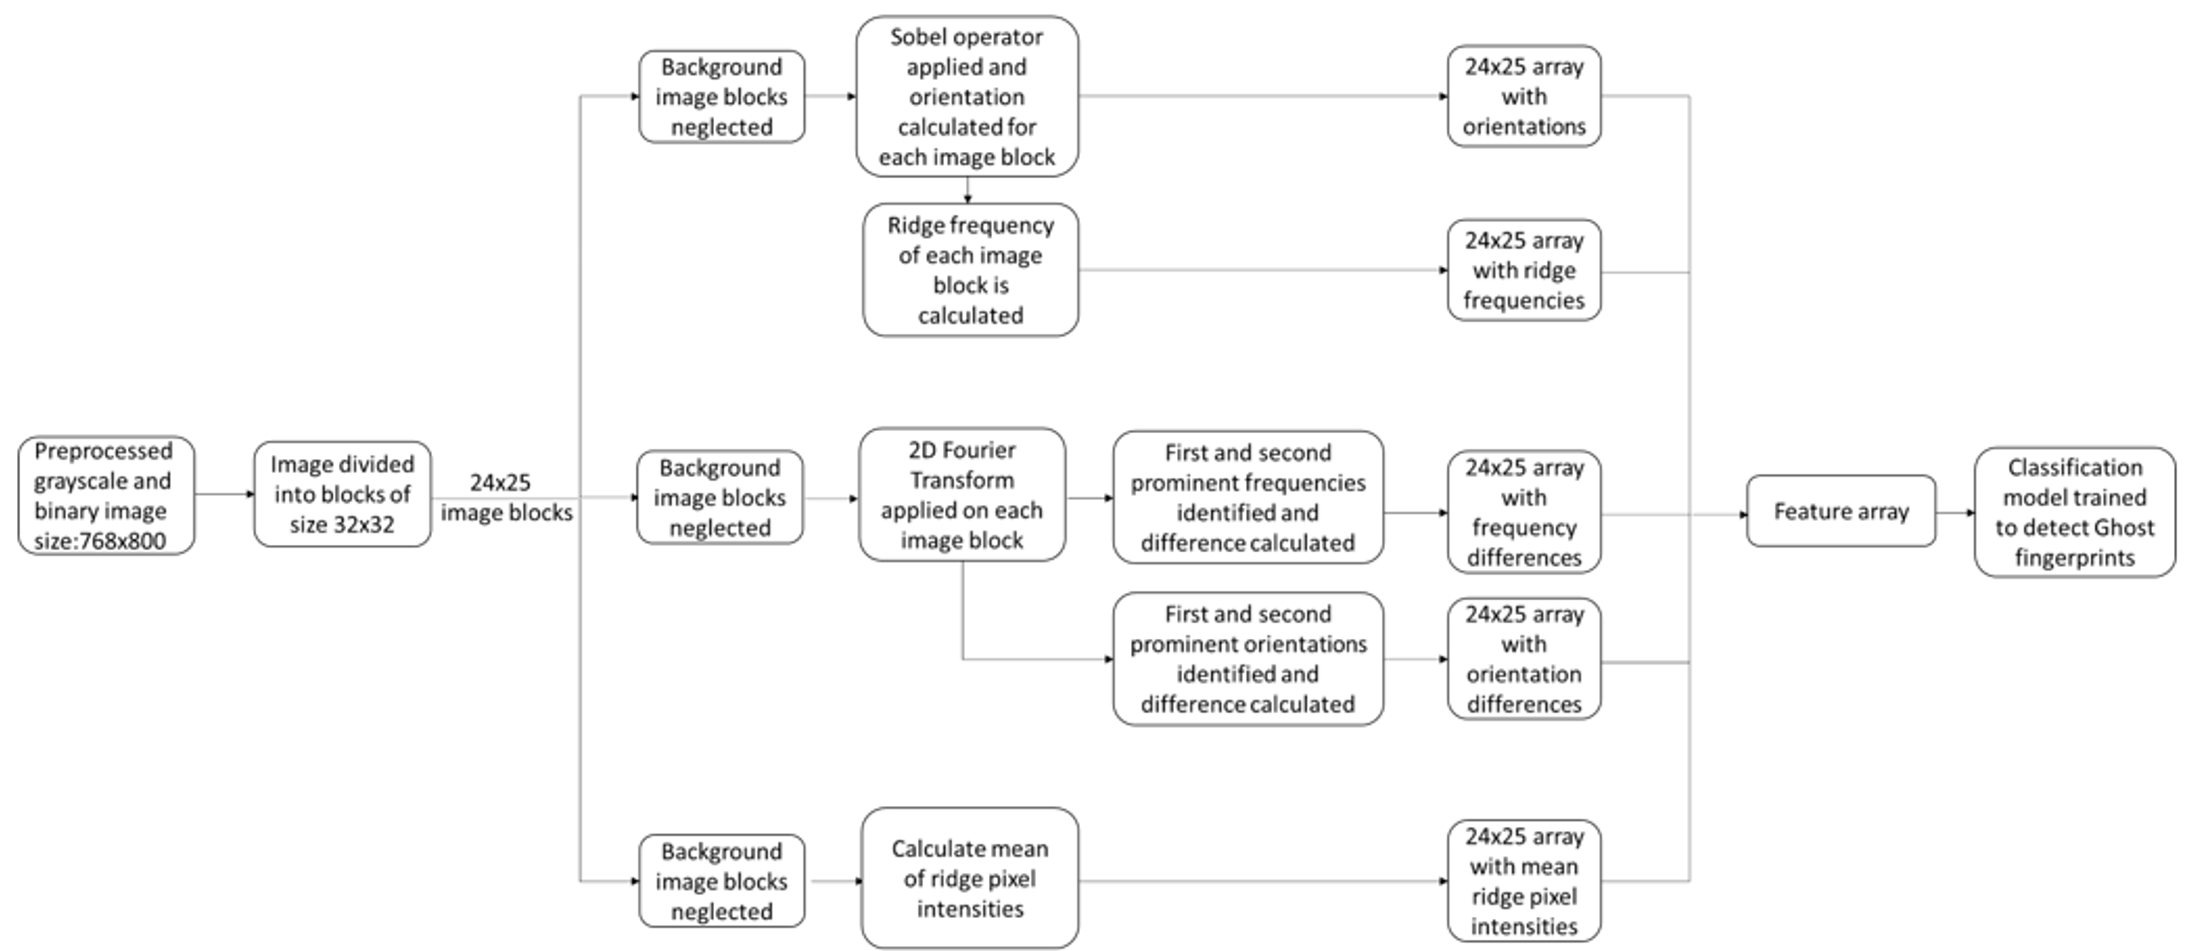 Preprocessed
grayscale and
binary image
size:768x800
Image divided
into blocks of
size 32x32
24x25
image blocks
Background
image blocks
neglected
Sobel operator
applied and
orientation
calculated for
each image block
24x25 array
with
orientations
Ridge frequency
of each image
block is
calculated
24x25 array
with ridge
frequencies
Background
image blocks
neglected
2D Fourier
Transform
applied on each
image block
First and second
prominent frequencies
identified and
difference calculated
24x25 array
with
frequency
differences
First and second
prominent orientations
identified and
difference calculated
24x25 array
with
orientation
differences
Background
image blocks
neglected
Calculate mean
of ridge pixel
intensities
24x25 array
with mean
ridge pixel
intensities
Feature array
Classification
model trained
to detect Ghost
fingerprints